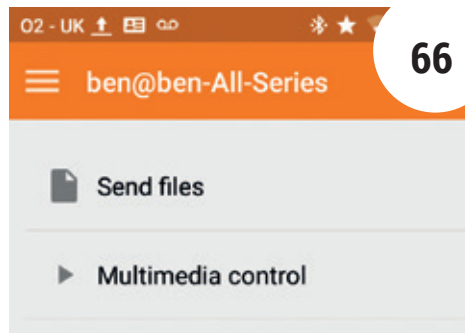 O2 - UK
66
ben@ben-All-Series
Send files
Multimedia control